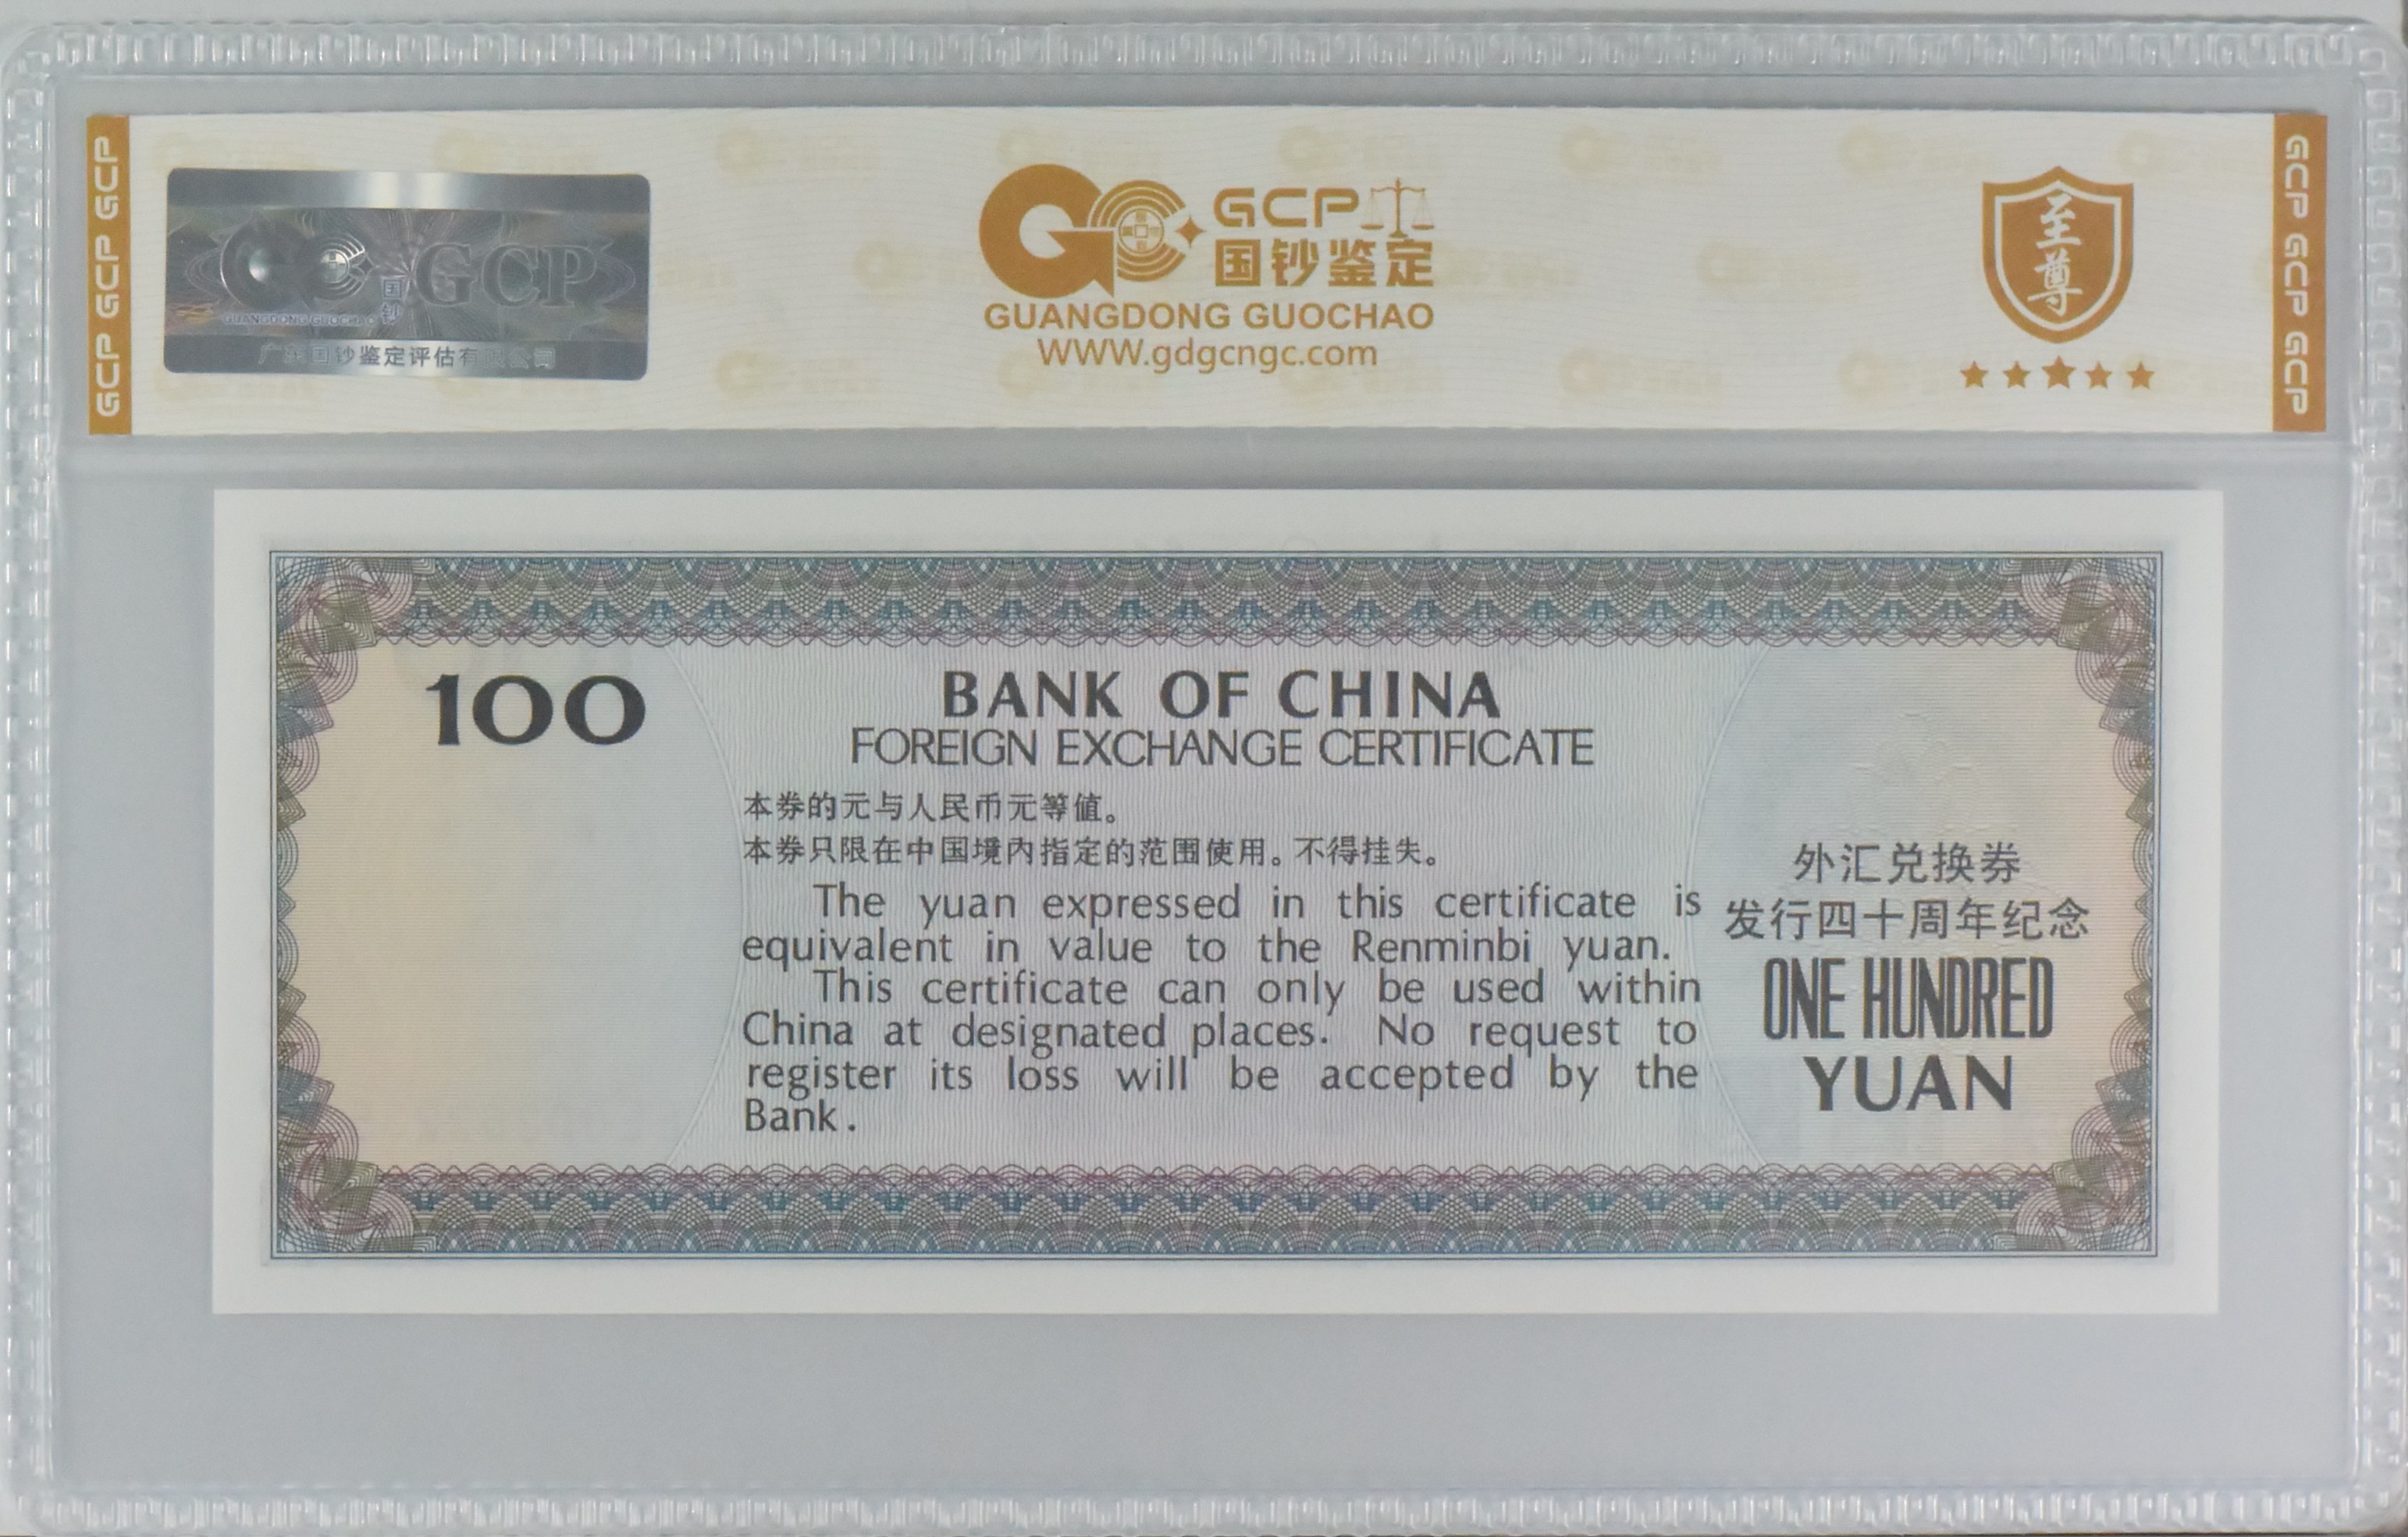 GCP GCP GCP
GCP
国钞
GUANGDONG GUOCHAO
广东国钞鉴定评估有限公司
GCP
国钞鉴定
GUANGDONG GUOCHAO
WWW.gdgcngc.com
至尊
GCP GCP GCP
100
BANK OF CHINA
FOREIGN EXCHANGE CERTIFICATE
本券的元与人民币元等值。
本券只限在中国境内指定的范围使用。不得挂失。
The yuan expressed in this certificate is
equivalent in value to the Renminbi yuan.
This certificate can only be used within
China at designated places. No request to
register its loss will be accepted by the
Bank.
外汇兑换券
发行四十周年纪念
ONE HUNDRED
YUAN